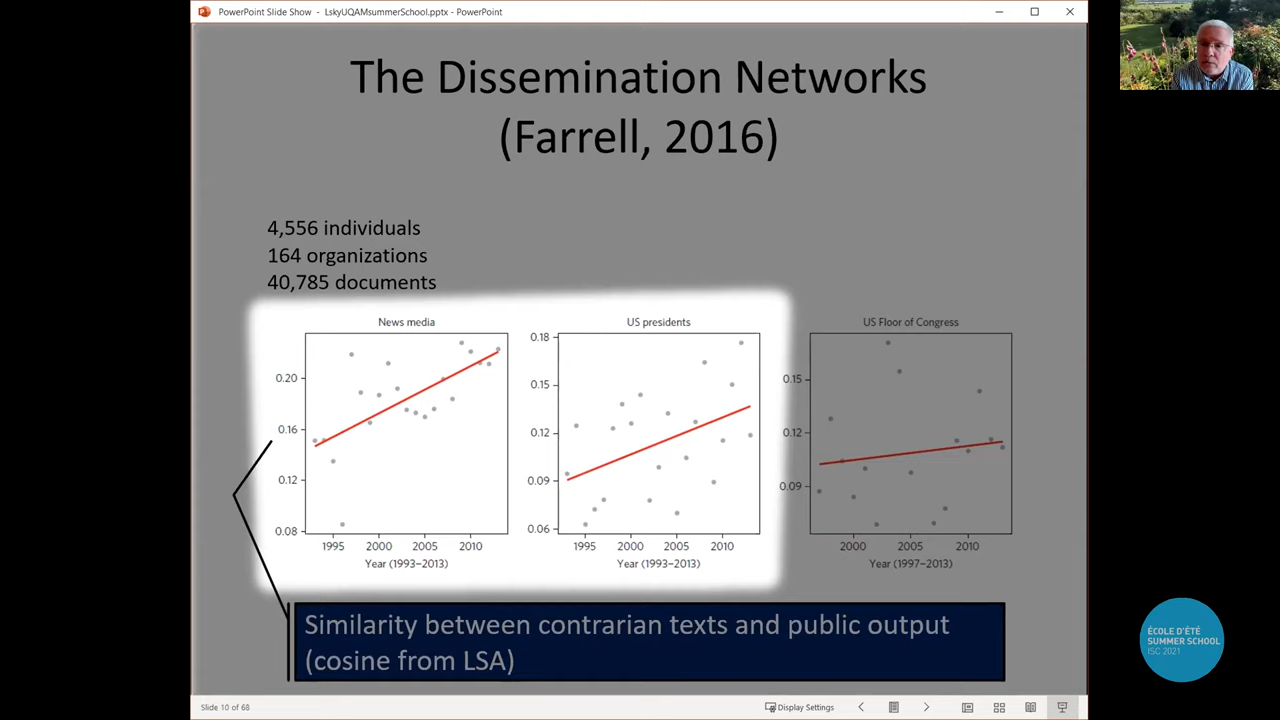 PowerPoint Slide Show - LskyUQAMsummerSchool.pptx - PowerPoint
The Dissemination Networks
(Farrell, 2016)
4,556 individuals
164 organizations
40,785 documents
News media
0.20
0.16
0.12
0.08
1995 2000 2005 2010
Year (1993–2013)
US presidents
0.18
0.15
0.12
0.09
0.06
1995 2000 2005 2010
Year (1993–2013)
US Floor of Congress
0.15
0.12
0.09
2000 2005 2010
Year (1997–2013)
Similarity between contrarian texts and public output
(cosine from LSA)
ÉCOLE D'ÉTÉ
SUMMER SCHOOL
ISC 2021
Slide 10 of 68
Display Settings